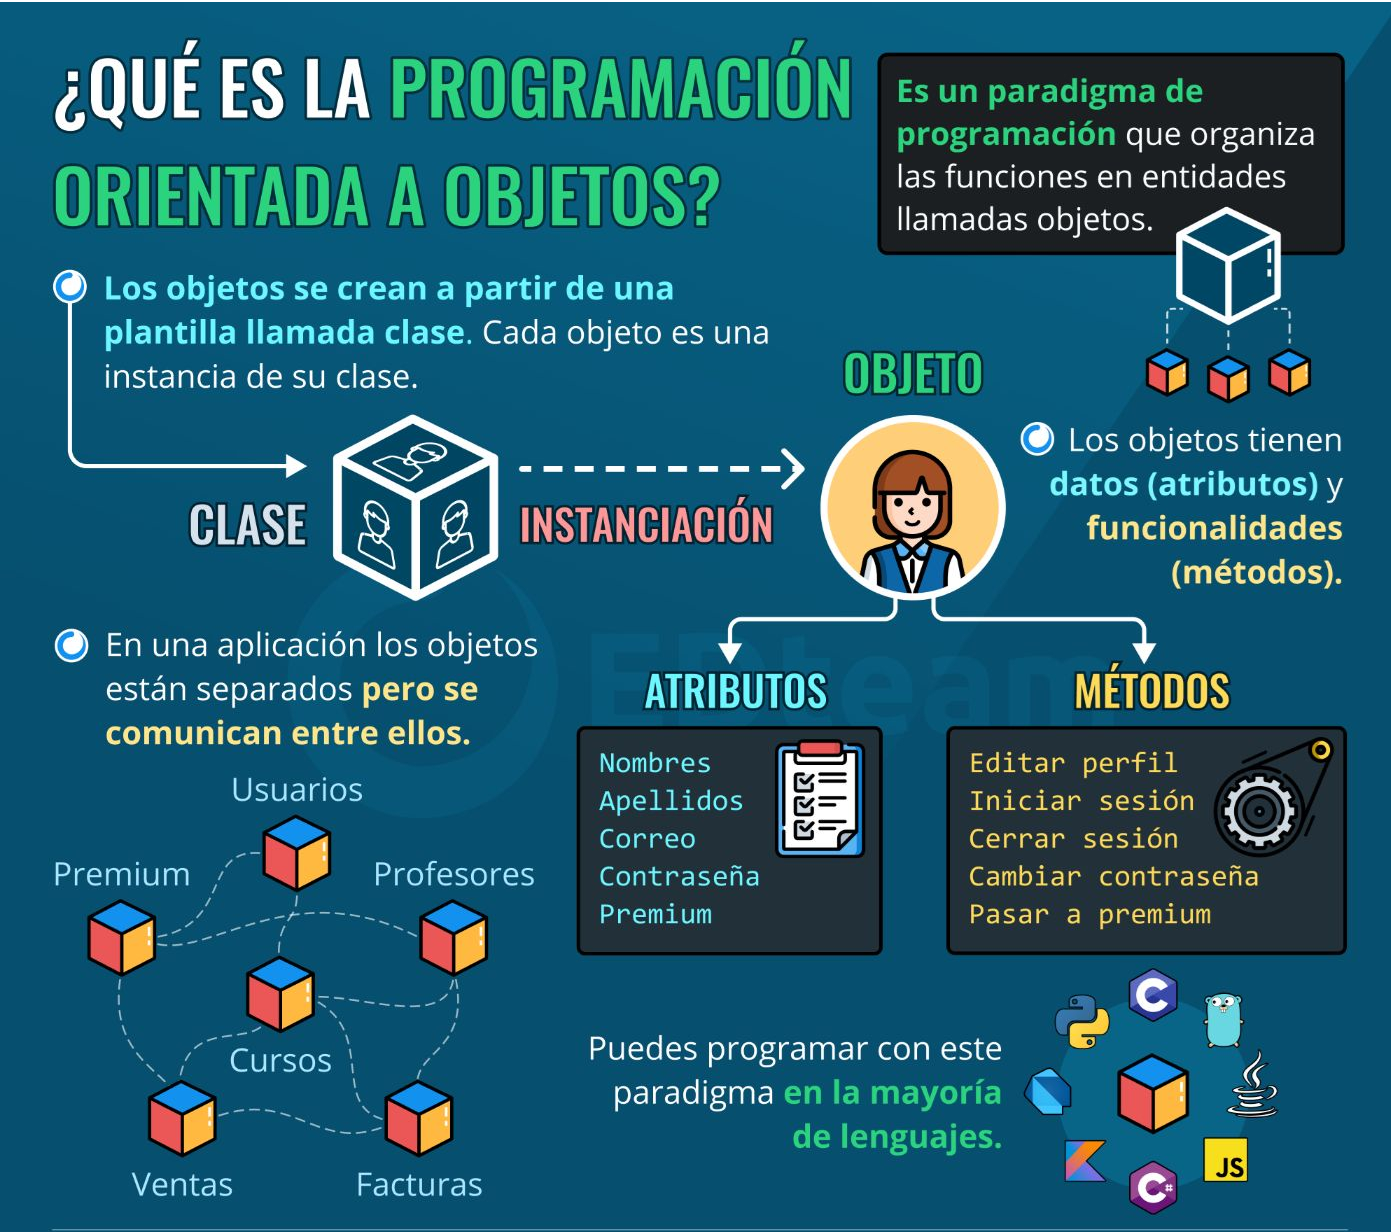 ¿QUÉ ES LA PROGRAMACIÓN
ORIENTADA A OBJETOS?
Es un paradigma de
programación que organiza
las funciones en entidades
llamadas objetos.
Los objetos se crean a partir de una
plantilla llamada clase. Cada objeto es una
instancia de su clase.
CLASE
INSTANCIACIÓN
OBJETO
Los objetos tienen
datos (atributos) y
funcionalidades
(métodos).
EDteam
En una aplicación los objetos
están separados pero se
comunican entre ellos.
Usuarios
Premium
Profesores
Cursos
Ventas
Facturas
ATRIBUTOS
Nombres
Apellidos
Correo
Contraseña
Premium
MÉTODOS
Editar perfil
Iniciar sesión
Cerrar sesión
Cambiar contraseña
Pasar a premium
Puedes programar con este
paradigma en la mayoría
de lenguajes.
C
JS
C#